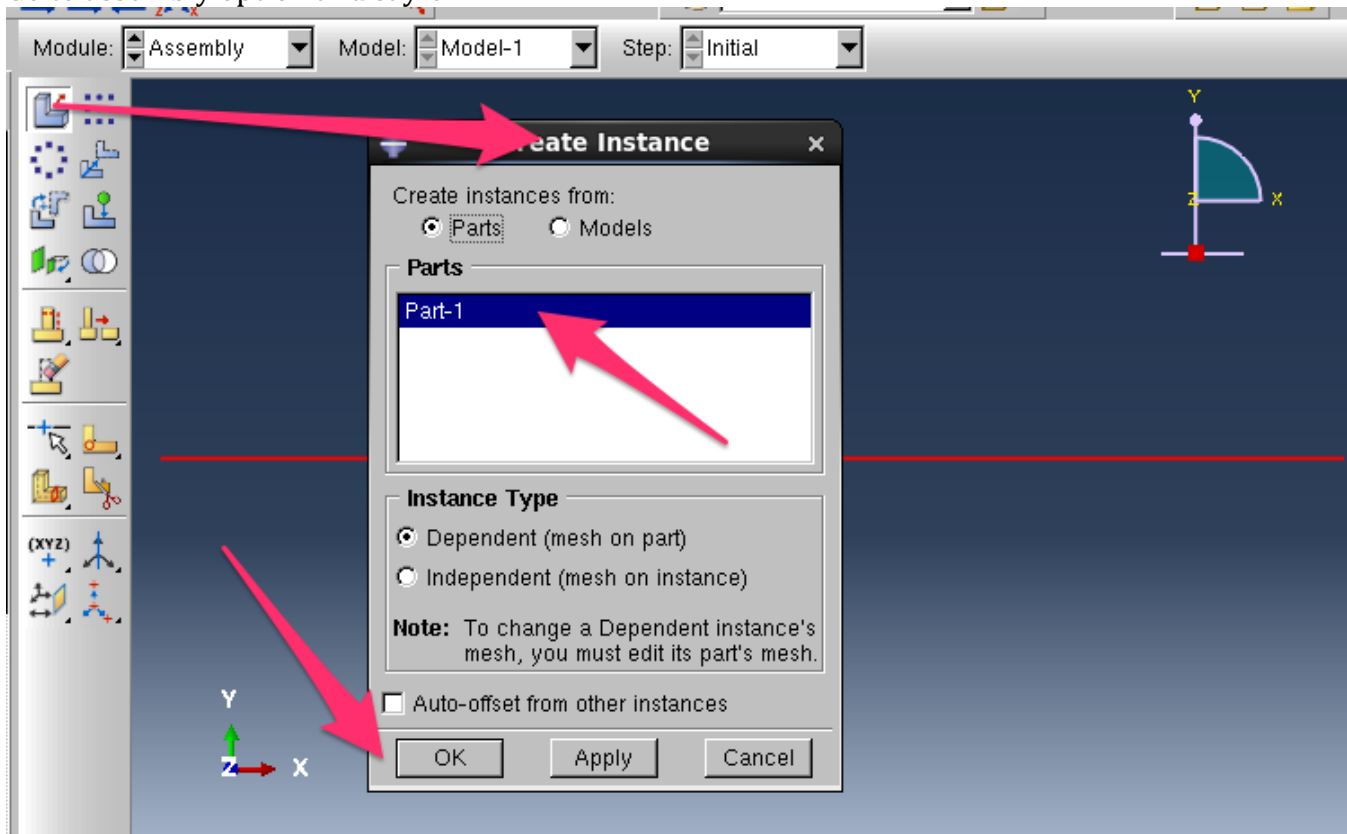 Module: Assembly Model: Model-1 Step: Initial
Y
Z X
Create Instance
Create instances from:
Parts Models
Parts
Part-1
Instance Type
Dependent (mesh on part)
Independent (mesh on instance)
Note: To change a Dependent instance's
mesh, you must edit its part's mesh.
Auto-offset from other instances
OK Apply Cancel
(XYZ)
Y
Z X